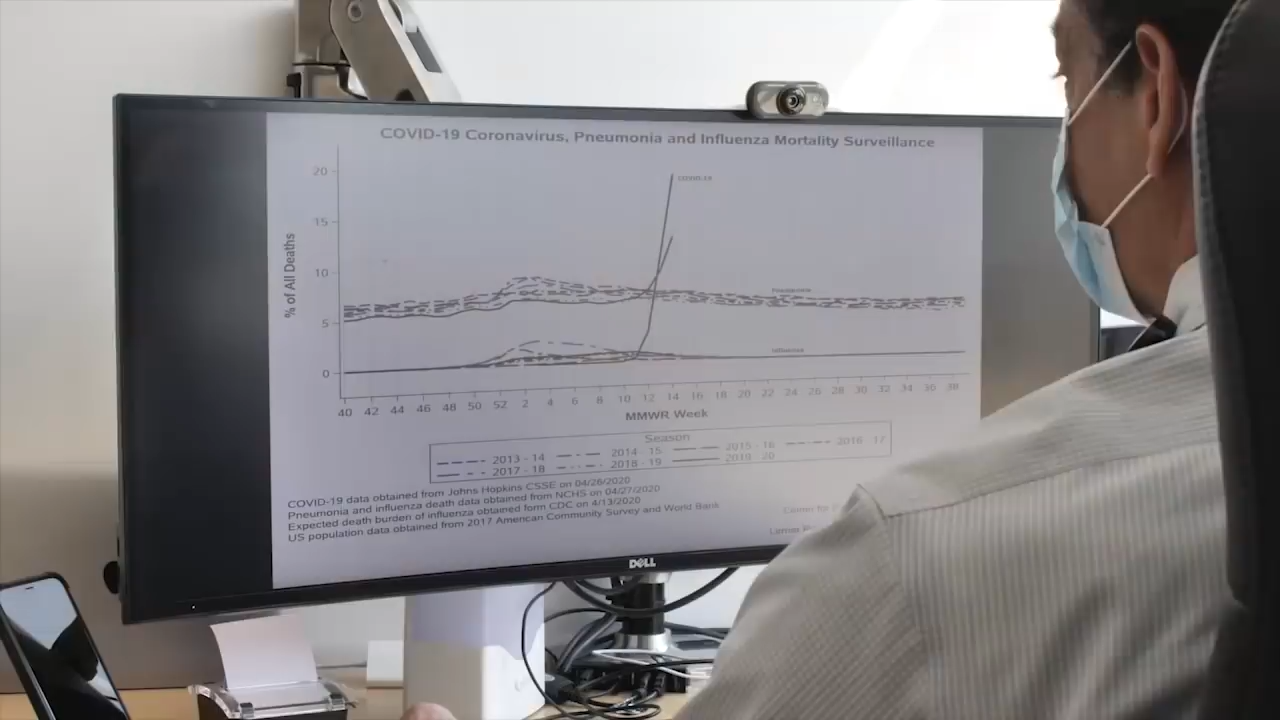 COVID-19 Coronavirus, Pneumonia and Influenza Mortality Surveillance
20
COVID-19
15
% of All Deaths
10
Pneumonia
5
Influenza
0
40 42 44 46 48 50 52 2 4 6 8 10 12 14 16 18 20 22 24 26 28 30 32 34 36 38
MMWR Week
Season
2013 - 14 2014 - 15 2015 - 16 2016 - 17
2017 - 18 2018 - 19 2019 - 20
COVID-19 data obtained from Johns Hopkins CSSE on 04/26/2020
Pneumonia and influenza death data obtained from NCHS on 04/27/2020
Expected death burden of influenza obtained form CDC on 4/13/2020
US population data obtained from 2017 American Community Survey and World Bank
DELL